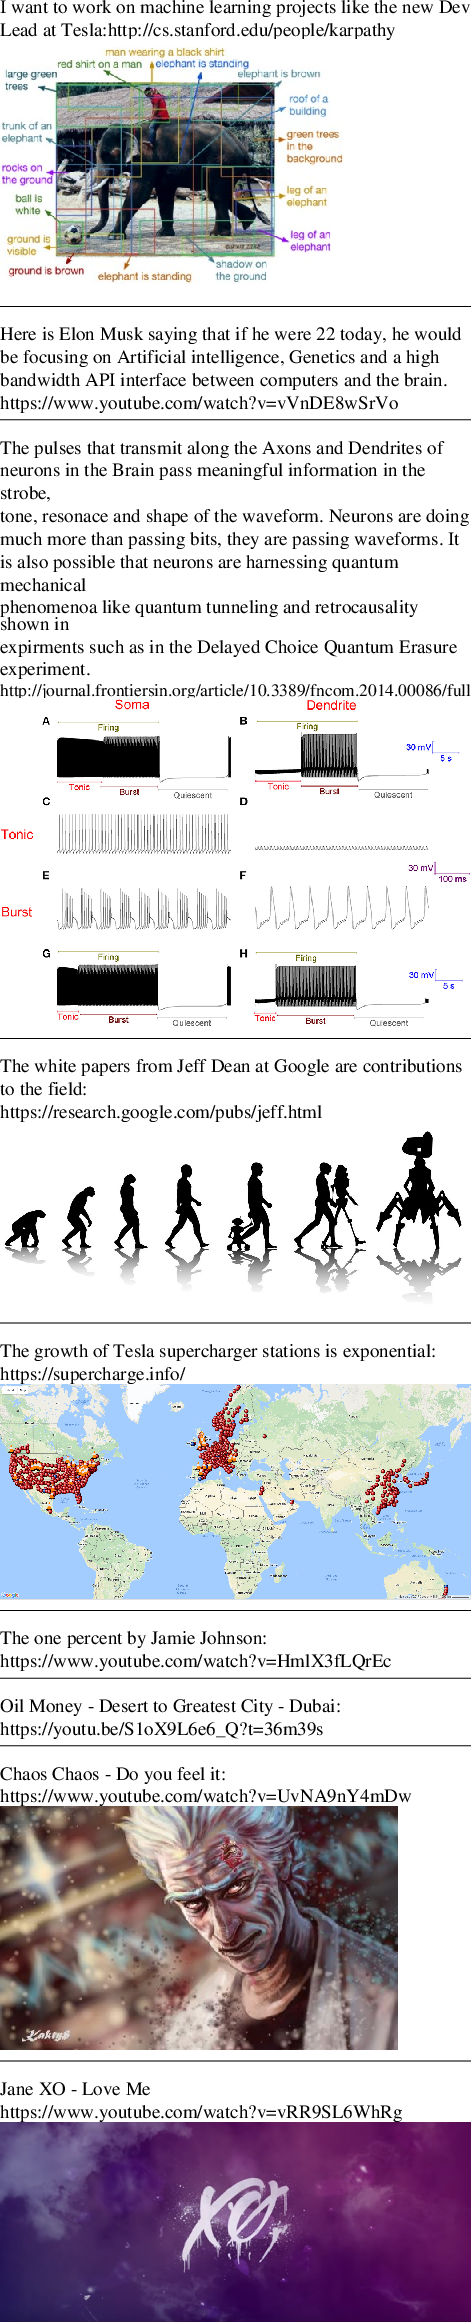 I want to work on machine learning projects like the new Dev
Lead at Tesla:http://cs.stanford.edu/people/karpathy
man wearing a black shirt
red shirt on a man
elephant is standing
large green
trees
elephant is brown
roof of a
building
trunk of an
elephant
green trees
in the
background
rocks on
the ground
leg of an
elephant
ball is
white
ground is
visible
leg of an
elephant
ground is brown
elephant is standing
shadow on
the ground
Here is Elon Musk saying that if he were 22 today, he would
be focusing on Artificial intelligence, Genetics and a high
bandwidth API interface between computers and the brain.
https://www.youtube.com/watch?v=vVnDE8wSrVo
The pulses that transmit along the Axons and Dendrites of
neurons in the Brain pass meaningful information in the
strobe,
tone, resonace and shape of the waveform. Neurons are doing
much more than passing bits, they are passing waveforms. It
is also possible that neurons are harnessing quantum
mechanical
phenomenoa like quantum tunneling and retrocausality
shown in
expirments such as in the Delayed Choice Quantum Erasure
experiment.
http://journal.frontiersin.org/article/10.3389/fncom.2014.00086/full
Soma Dendrite
A Firing B Firing
30 mV
5 s
Tonic Burst Quiescent Tonic Burst Quiescent
C D
Tonic
30 mV
100 ms
E F
Burst
G Firing H Firing
30 mV
5 s
Tonic Burst Quiescent Tonic Burst Quiescent
The white papers from Jeff Dean at Google are contributions
to the field:
https://research.google.com/pubs/jeff.html
The growth of Tesla supercharger stations is exponential:
https://supercharge.info/
The one percent by Jamie Johnson:
https://www.youtube.com/watch?v=HmlX3fLQrEc
Oil Money - Desert to Greatest City - Dubai:
https://youtu.be/S1oX9L6e6_Q?t=36m39s
Chaos Chaos - Do you feel it:
https://www.youtube.com/watch?v=UvNA9nY4mDw
Jane XO - Love Me
https://www.youtube.com/watch?v=vRR9SL6WhRg
XO,